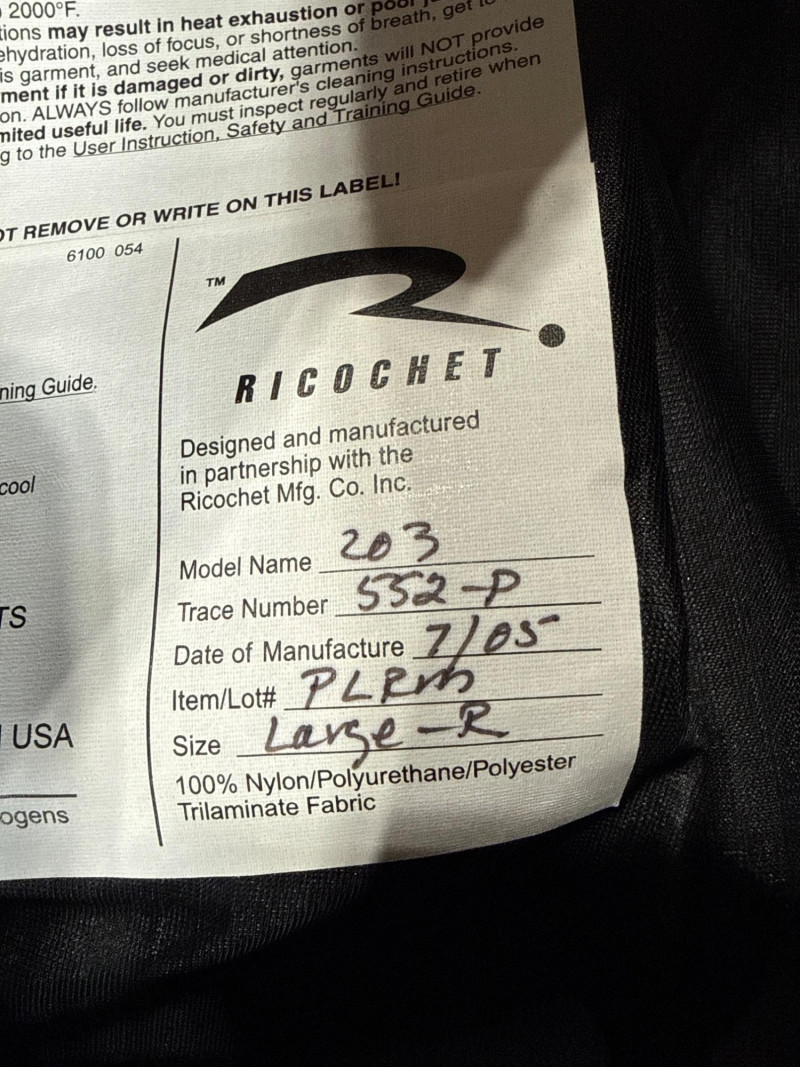 2000°F.
tions may result in heat exhaustion or poor
ehydration, loss of focus, or shortness of breath, get to
is garment, and seek medical attention.
ment if it is damaged or dirty, garments will NOT provide
on. ALWAYS follow manufacturer's cleaning instructions.
mited useful life. You must inspect regularly and retire when
g to the User Instruction, Safety and Training Guide.
OT REMOVE OR WRITE ON THIS LABEL!
6100 054
ning Guide.
cool
TS
USA
ogens
TM
RICOCHET
Designed and manufactured
in partnership with the
Ricochet Mfg. Co. Inc.
Model Name 203
Trace Number 552-P
Date of Manufacture 7/05
Item/Lot# PLRM
Size Large-R
100% Nylon/Polyurethane/Polyester
Trilaminate Fabric